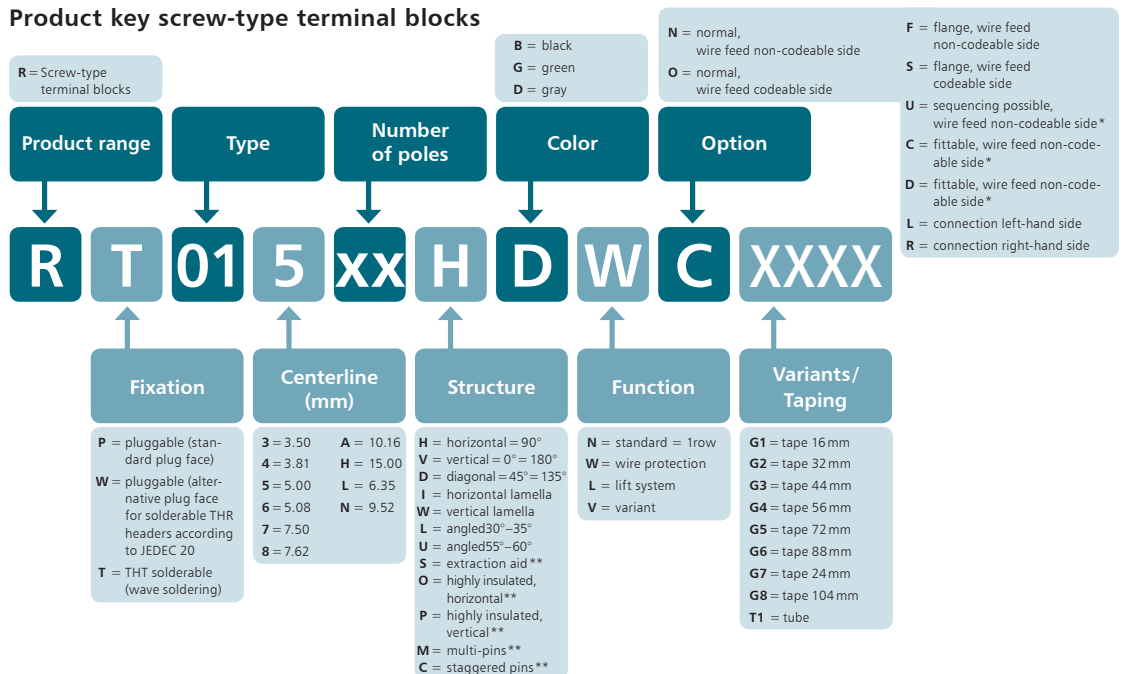 Product key screw-type terminal blocks
R = Screw-type
terminal blocks
B = black
G = green
D = gray
N = normal,
wire feed non-codeable side
O = normal,
wire feed codeable side
F = flange, wire feed
non-codeable side
S = flange, wire feed
codeable side
U = sequencing possible,
wire feed non-codeable side*
C = fittable, wire feed non-code-
able side*
D = fittable, wire feed non-code-
able side*
L = connection left-hand side
R = connection right-hand side
Product range
Type
Number
of poles
Color
Option
R T 01 5 xx H D W C XXXX
Fixation
Centerline
(mm)
Structure
Function
Variants/
Taping
P = pluggable (stan-
dard plug face)
W = pluggable (alter-
native plug face
for solderable THR
headers according
to JEDEC 20
T = THT solderable
(wave soldering)
3 = 3.50
4 = 3.81
5 = 5.00
6 = 5.08
7 = 7.50
8 = 7.62
A = 10.16
H = 15.00
L = 6.35
N = 9.52
H = horizontal = 90°
V = vertical = 0° = 180°
D = diagonal = 45° = 135°
I = horizontal lamella
W = vertical lamella
L = angled30°–35°
U = angled55°–60°
S = extraction aid**
O = highly insulated,
horizontal**
P = highly insulated,
vertical**
M = multi-pins**
C = staggered pins**
N = standard = 1row
W = wire protection
L = lift system
V = variant
G1 = tape 16 mm
G2 = tape 32 mm
G3 = tape 44 mm
G4 = tape 56 mm
G5 = tape 72 mm
G6 = tape 88 mm
G7 = tape 24 mm
G8 = tape 104 mm
T1 = tube